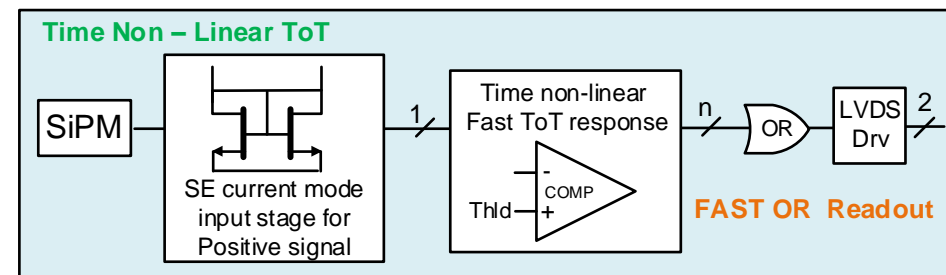 Time Non – Linear ToT
SiPM
SE current mode
input stage for
Positive signal
1
Time non-linear
Fast ToT response
-
COMP
Thld
+
n
OR
LVDS
Drv
2
FAST OR Readout